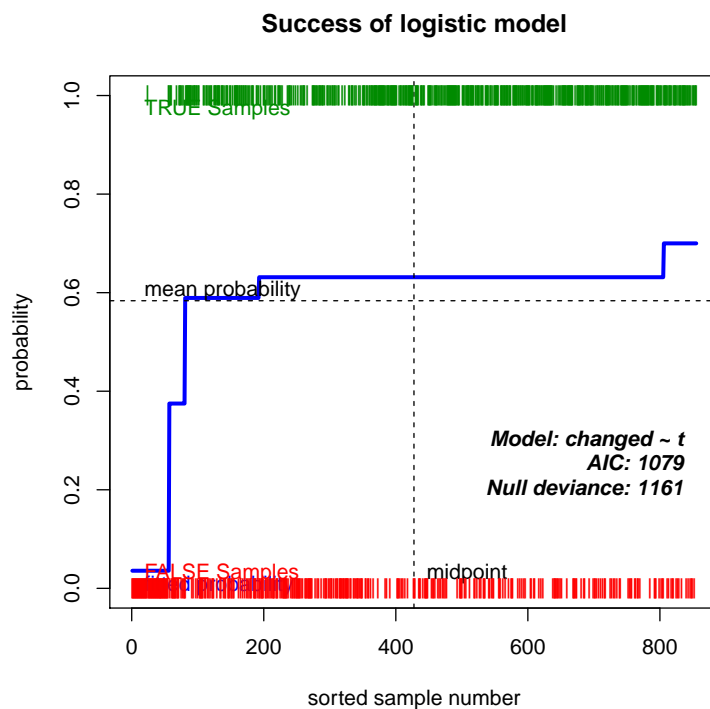 Success of logistic model
1.0
TRUE Samples
0.8
mean probability
0.6
probability
0.4
Model: changed ~ t
AIC: 1079
Null deviance: 1161
0.2
FALSE Samples
midpoint
probability
0.0
0
200
400
600
800
sorted sample number